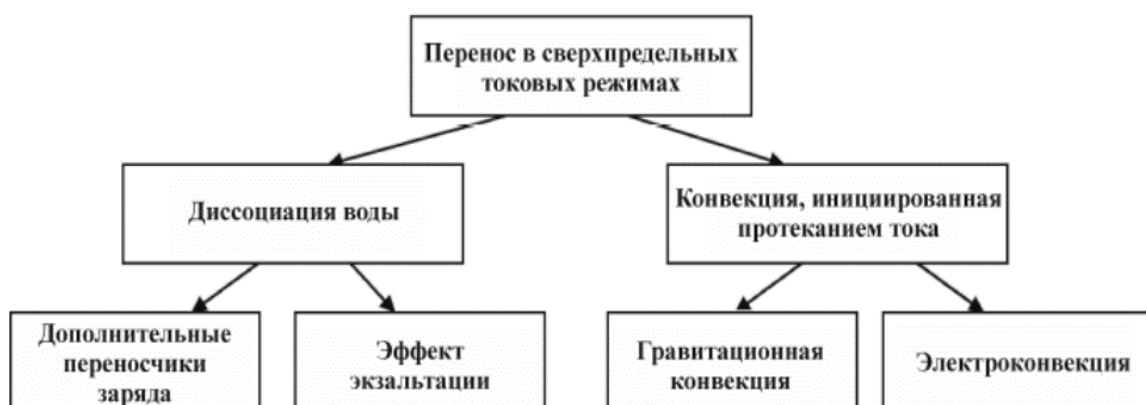 Перенос в сверхпредельных
токовых режимах
Диссоциация воды
Конвекция, инициированная
протеканием тока
Дополнительные
переносчики
заряда
Эффект
экзальтации
Гравитационная
конвекция
Электроконвекция